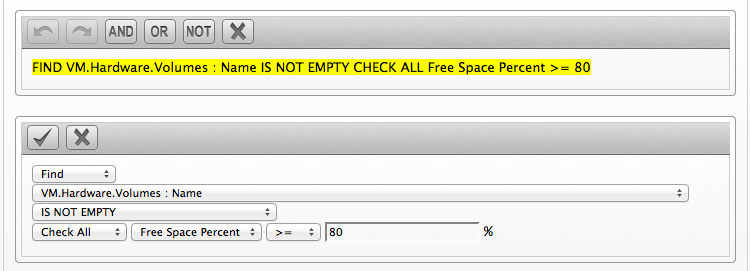 AND OR NOT
FIND VM.Hardware.Volumes : Name IS NOT EMPTY CHECK ALL Free Space Percent >= 80
Find
VM.Hardware.Volumes : Name
IS NOT EMPTY
Check All Free Space Percent >= 80 %